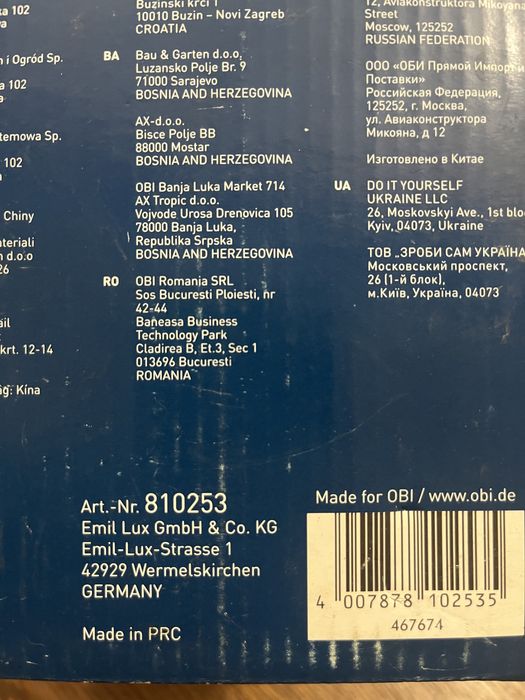 ka 102
n i Ogród Sp.
a 102
temowa Sp.
102
Chiny
ateriali
n d.o.o
26
ail
krt. 12-14
ág: Kína
Buzinski krči 1
10010 Buzin – Novi Zagreb
CROATIA
BA
Bau & Garten d.o.o,
Luzansko Polje Br. 9
71000 Sarajevo
BOSNIA AND HERZEGOVINA
AX-d.o.o.
Bisce Polje BB
88000 Mostar
BOSNIA AND HERZEGOVINA
OBI Banja Luka Market 714
AX Tropic d.o.o.
Vojvode Urosa Drenovica 105
78000 Banja Luka,
Republika Srpska
BOSNIA AND HERZEGOVINA
RO
OBI Romania SRL
Sos Bucuresti Ploiesti, nr
42-44
Baneasa Business
Technology Park
Cladirea B, Et.3, Sec 1
013696 Bucuresti
ROMANIA
12, Aviakonstruktora Mikoyana
Street
Moscow, 125252
RUSSIAN FEDERATION
ООО «ОБИ Прямой Импорт и
Поставки»
Российская Федерация,
125252, г. Москва,
ул. Авиаконструктора
Микояна, д 12
Изготовлено в Китае
UA
DO IT YOURSELF
UKRAINE LLC
26, Moskovskyi Ave., 1st blo
Kyiv, 04073, Ukraine
ТОВ „ЗРОБИ САМ УКРАЇНА
Московський проспект,
26 (1-й блок),
м.Київ, Україна, 04073
Art.-Nr. 810253
Emil Lux GmbH & Co. KG
Emil-Lux-Strasse 1
42929 Wermelskirchen
GERMANY
Made in PRC
Made for OBI / www.obi.de
4 007878 102535
467674